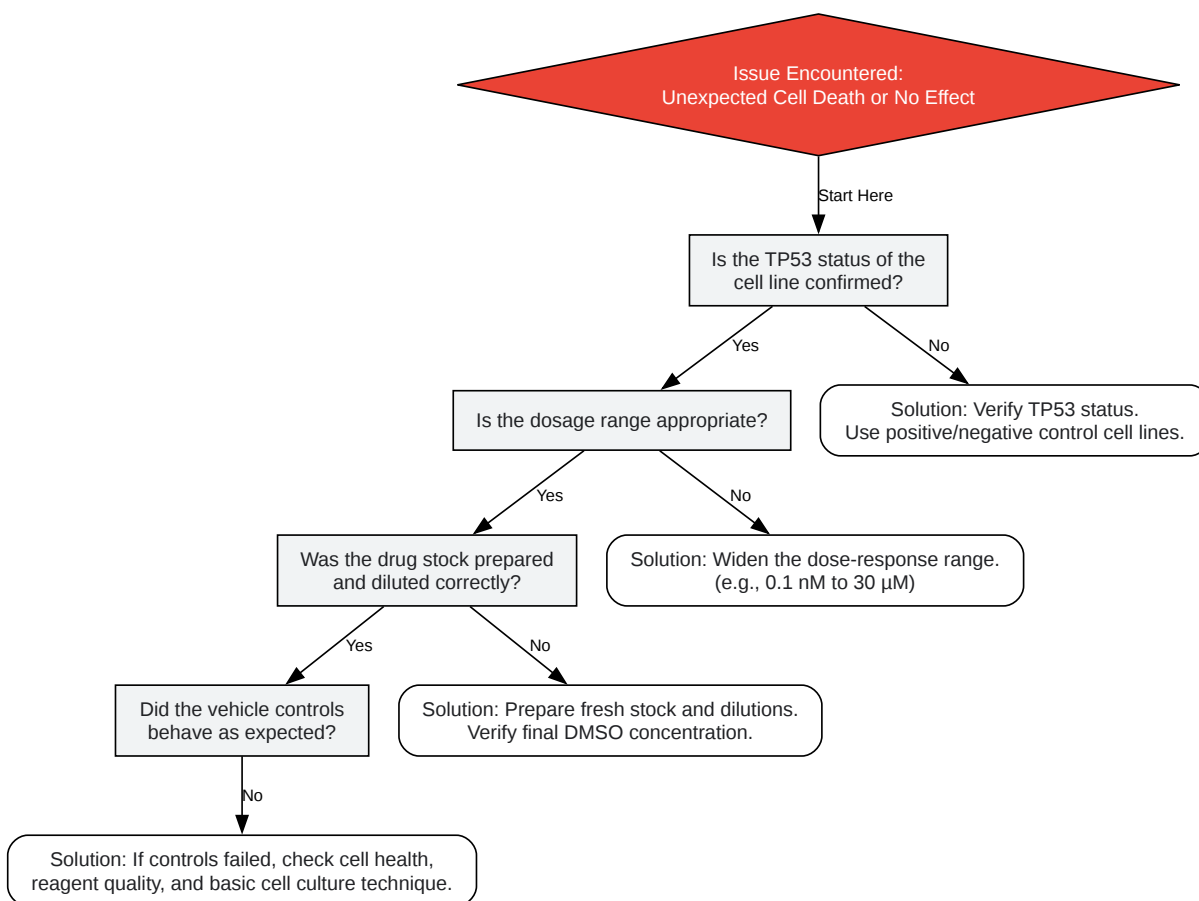 Issue Encountered:
Unexpected Cell Death or No Effect
Start Here
Is the TP53 status of the
cell line confirmed?
Yes
No
Is the dosage range appropriate?
Solution: Verify TP53 status.
Use positive/negative control cell lines.
Yes
No
Was the drug stock prepared
and diluted correctly?
Solution: Widen the dose-response range.
(e.g., 0.1 nM to 30 µM)
Yes
No
Did the vehicle controls
behave as expected?
Solution: Prepare fresh stock and dilutions.
Verify final DMSO concentration.
No
Solution: If controls failed, check cell health,
reagent quality, and basic cell culture technique.